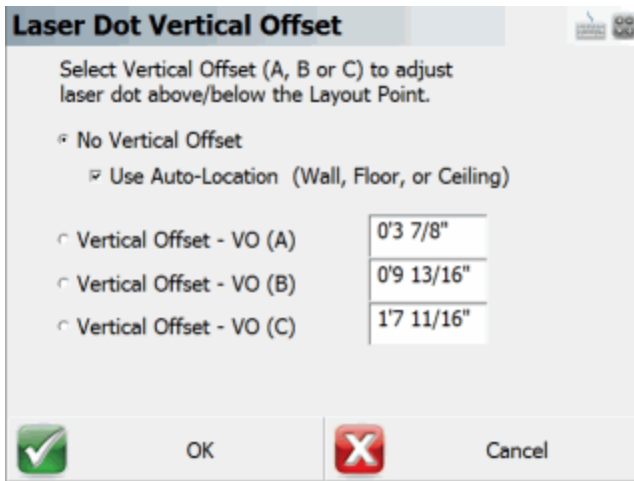 Laser Dot Vertical Offset
Select Vertical Offset (A, B or C) to adjust
laser dot above/below the Layout Point.
No Vertical Offset
Use Auto-Location (Wall, Floor, or Ceiling)
Vertical Offset - VO (A) 0'3 7/8"
Vertical Offset - VO (B) 0'9 13/16"
Vertical Offset - VO (C) 1'7 11/16"
OK Cancel